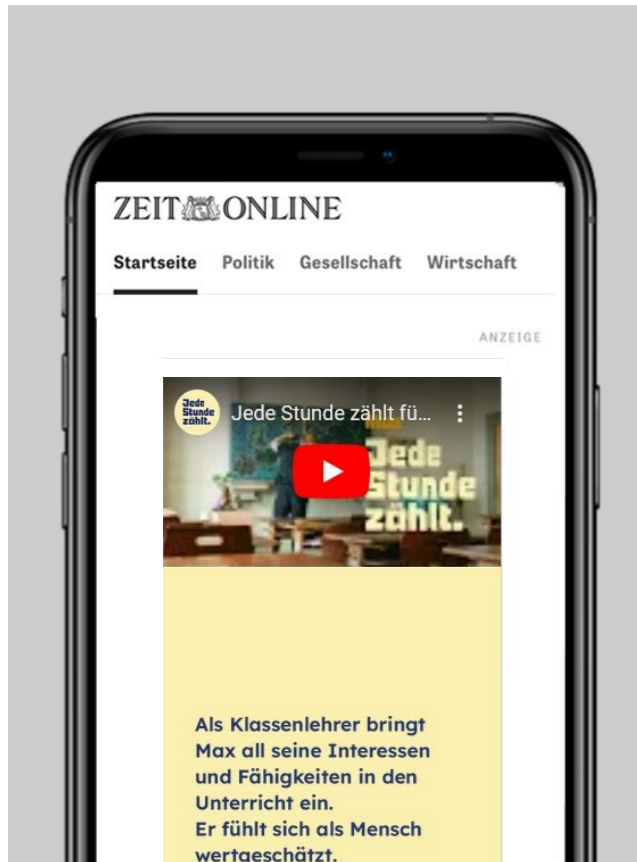 ZEIT ONLINE
Startseite Politik Gesellschaft Wirtschaft
ANZEIGE
Jede
Stunde
zählt.
Jede Stunde zählt fü...
Jede
Stunde
zählt.
Als Klassenlehrer bringt
Max all seine Interessen
und Fähigkeiten in den
Unterricht ein.
Er fühlt sich als Mensch
wertgeschätzt.